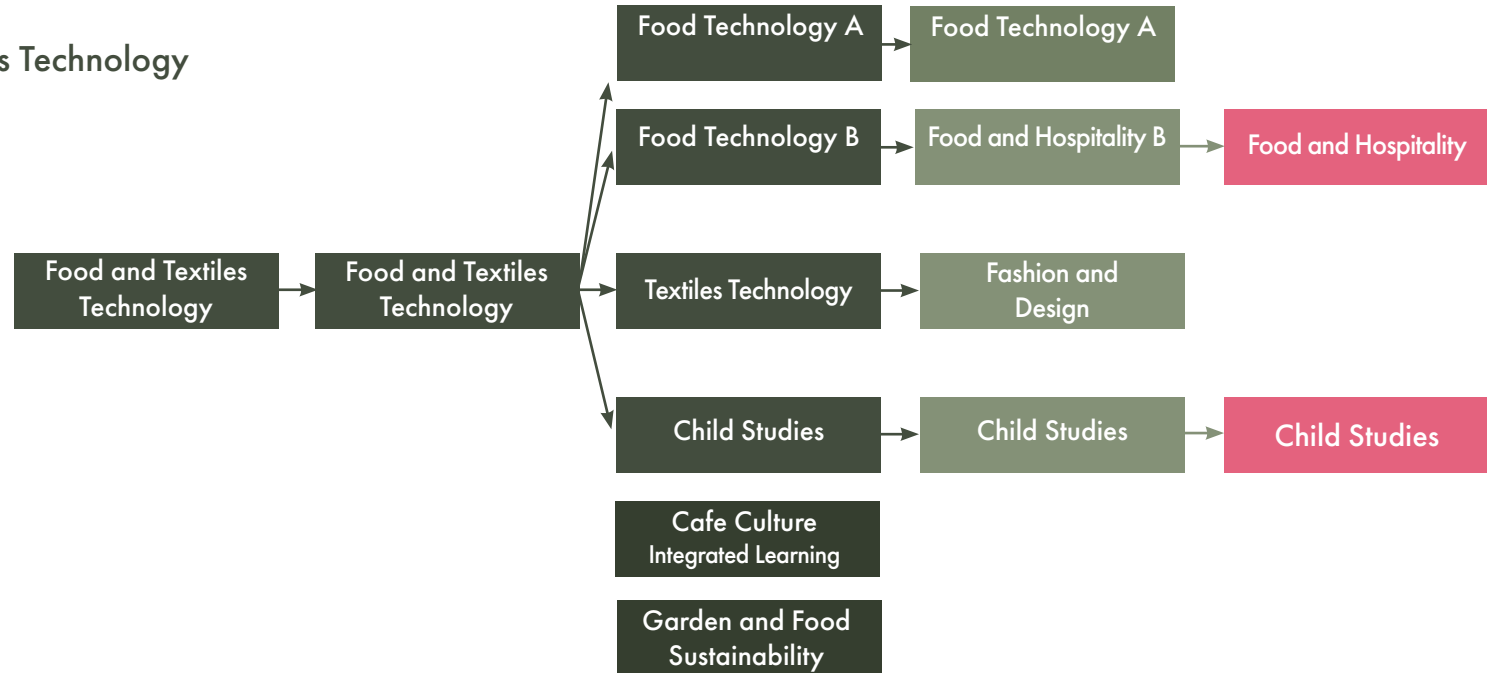 s Technology
Food Technology A
Food Technology A
Food Technology B
Food and Hospitality B
Food and Hospitality
Food and Textiles
Technology
Food and Textiles
Technology
Textiles Technology
Fashion and
Design
Child Studies
Child Studies
Child Studies
Cafe Culture
Integrated Learning
Garden and Food
Sustainability